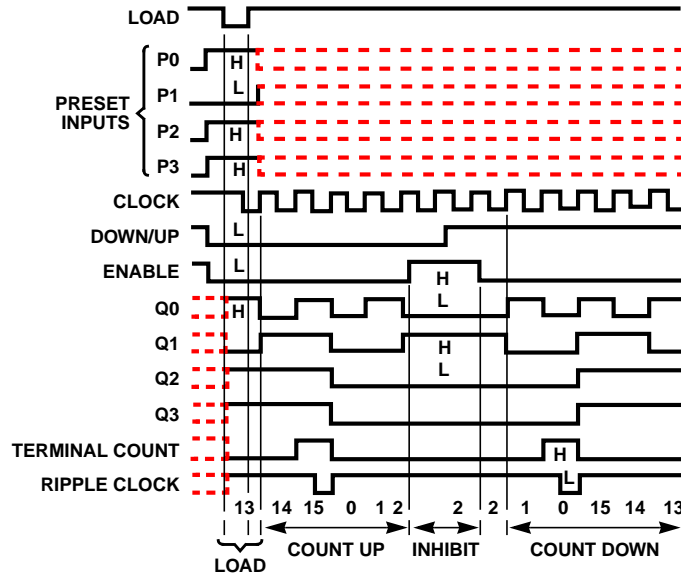 LOAD
P0 H
P1 L
PRESET
INPUTS
P2 H
P3 H
CLOCK
DOWN/UP L
ENABLE L H
Q0 H L
Q1 H
Q2 L
Q3
TERMINAL COUNT H
RIPPLE CLOCK L
13 14 15 0 1 2 2 2 1 0 15 14 13
COUNT UP INHIBIT COUNT DOWN
LOAD